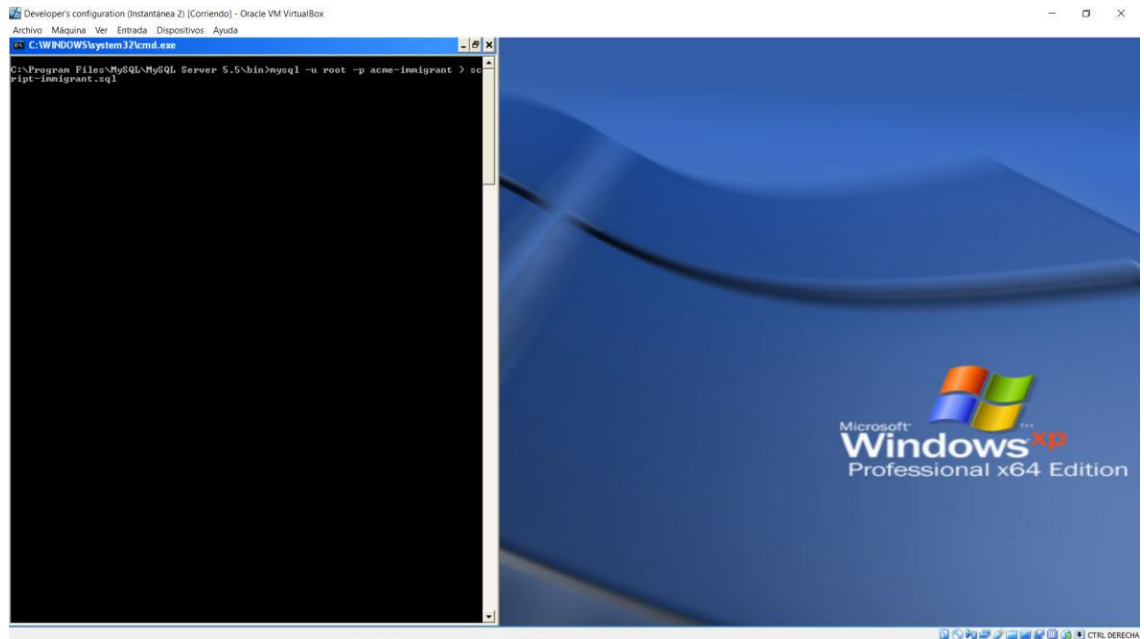 Developer's configuration (Instantánea 2) [Corriendo] - Oracle VM VirtualBox
Archivo Máquina Ver Entrada Dispositivos Ayuda
C:\WINDOWS\system32\cmd.exe
C:\Program Files\MySQL\MySQL Server 5.5\bin>mysql -u root -p acme-immigrant > sc
ript-immigrant.sql
Microsoft
Windows xp
TM
Professional x64 Edition
CTRL DERECHA